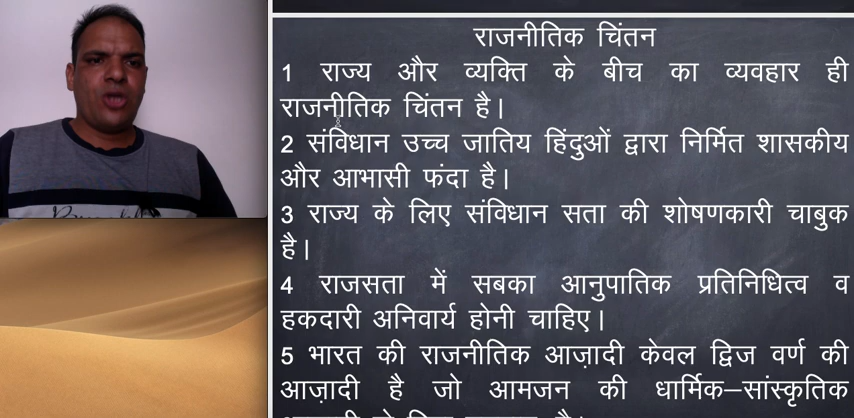 राजनीतिक चिंतन
1 राज्य और व्यक्ति के बीच का व्यवहार ही
राजनीतिक चिंतन है।
2 संविधान उच्च जातिय हिंदुओं द्वारा निर्मित शासकीय
और आभासी फंदा है।
3 राज्य के लिए संविधान सता की शोषणकारी चाबुक
है।
4 राजसता में सबका आनुपातिक प्रतिनिधित्व व
हकदारी अनिवार्य होनी चाहिए।
5 भारत की राजनीतिक आज़ादी केवल द्विज वर्ण की
आज़ादी है जो आमजन की धार्मिक–सांस्कृतिक